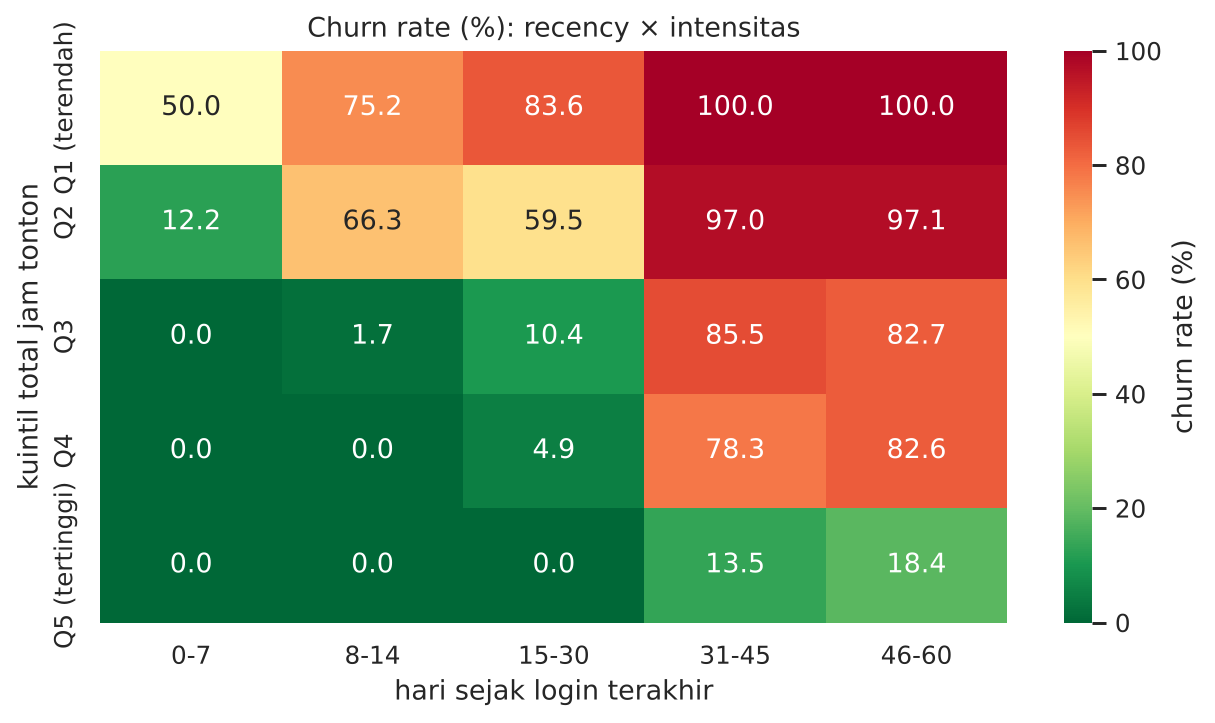 Churn rate (%): recency × intensitas
kuintil total jam tonton
Q1 (terendah)
50.0 75.2 83.6 100.0 100.0
Q2
12.2 66.3 59.5 97.0 97.1
Q3
0.0 1.7 10.4 85.5 82.7
Q4
0.0 0.0 4.9 78.3 82.6
Q5 (tertinggi)
0.0 0.0 0.0 13.5 18.4
0-7 8-14 15-30 31-45 46-60
hari sejak login terakhir
100
80
60
40
20
0
churn rate (%)